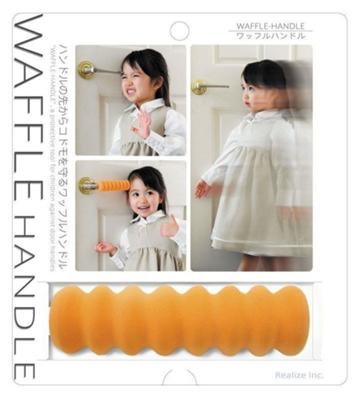 WAFFLE-HANDLE
ワッフルハンドル
WAFFLE HANDLE
ハンドルの先からコドモを守るワッフルハンドル
"WAFFLE-HANDLE", a protective tool for children against door handles
Realize Inc.